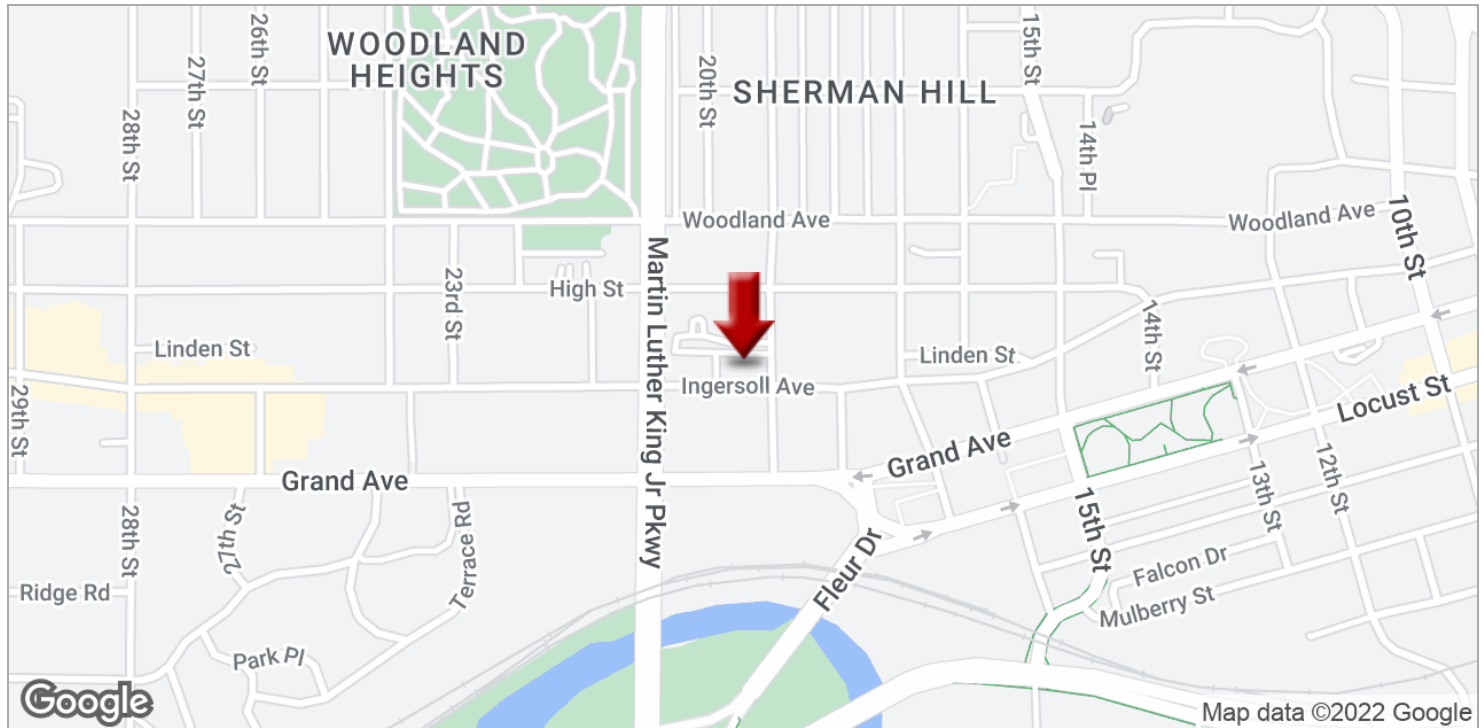 26th St
15th St
WOODLAND
HEIGHTS
27th St
20th St
SHERMAN HILL
28th St
14th Pl
Woodland Ave
Woodland Ave
10th St
Martin Luther King Jr Pkwy
23rd St
High St
14th St
Linden St
Linden St
Ingersoll Ave
29th St
Locust St
Grand Ave
Grand Ave
13th St
12th St
28th St
27th St
Terrace Rd
15th St
Fleur Dr
Falcon Dr
Ridge Rd
Mulberry St
Park Pl
Google
Map data ©2022 Google